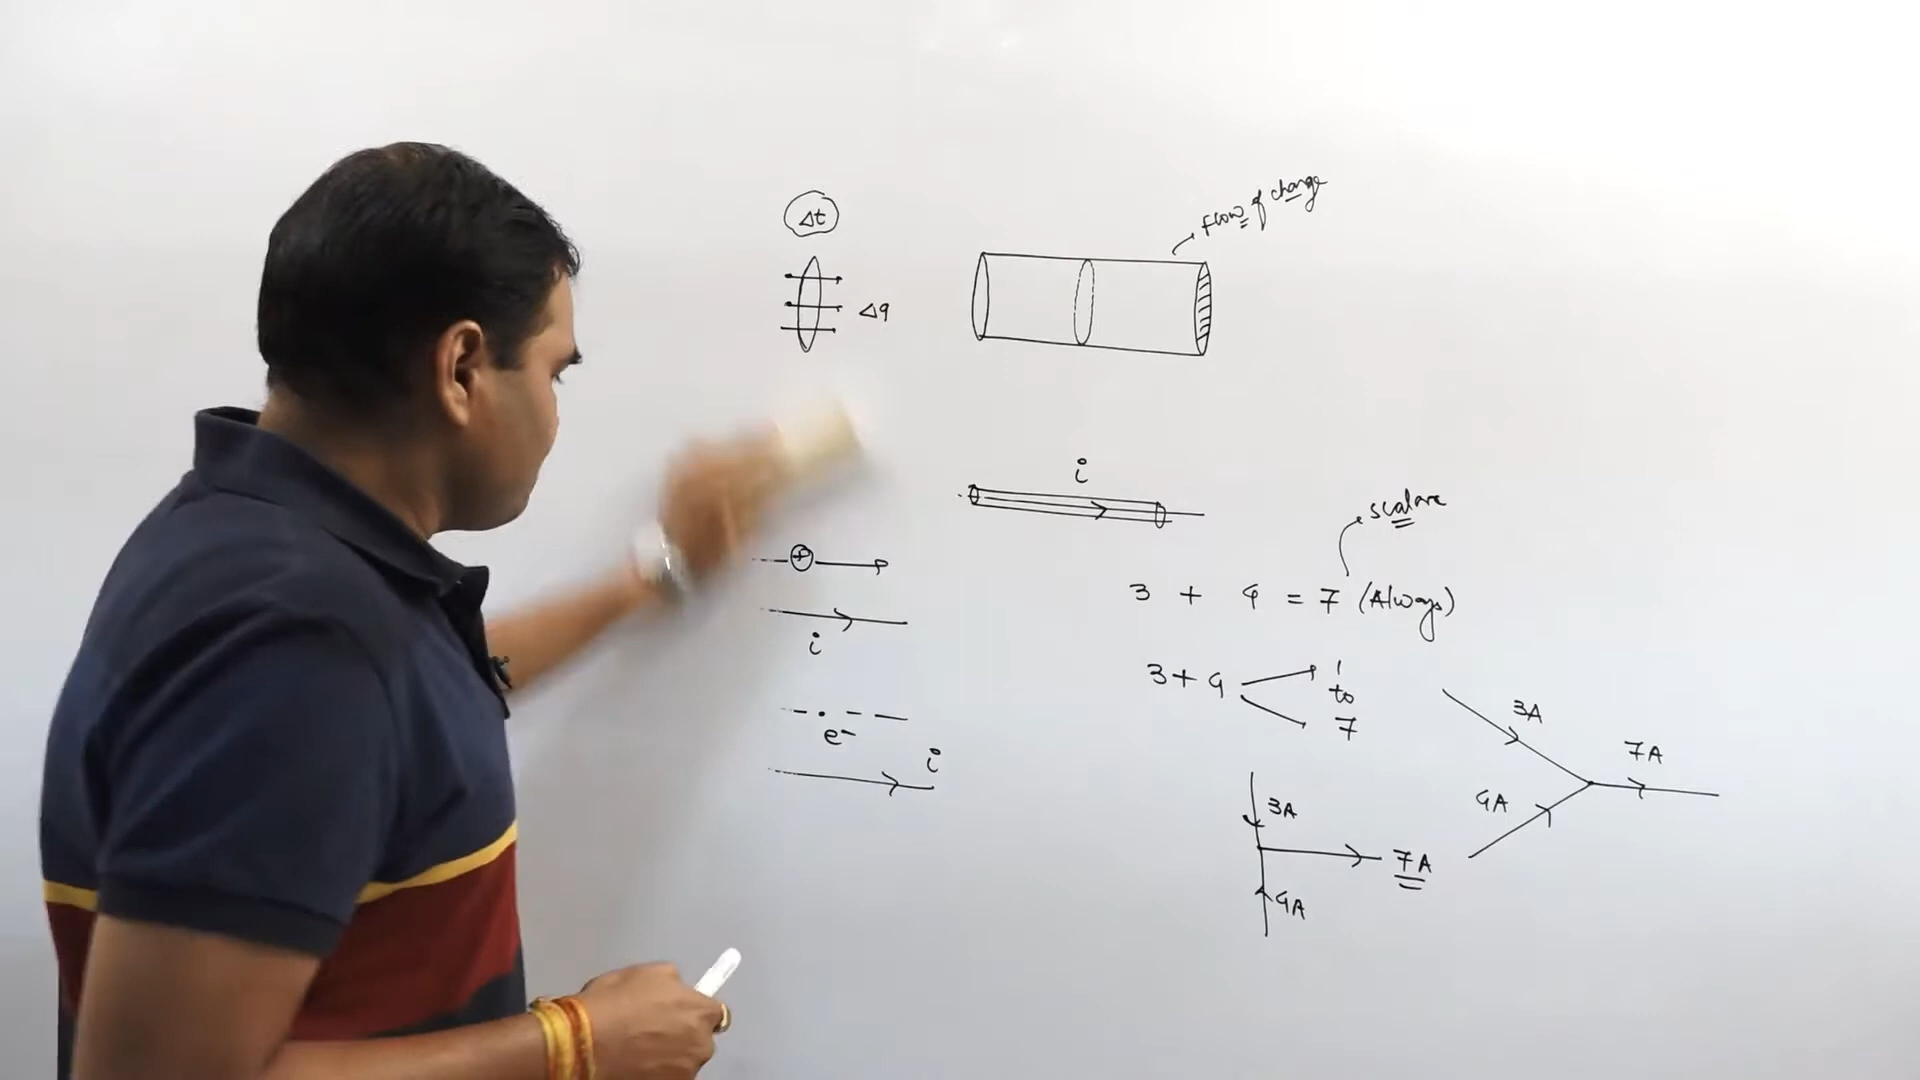 Δt
Δq
flow of charge
i
scalar
3 + 4 = 7 (Always)
3 + 4
1
to
7
3A
4A
7A
3A
4A
7A
+
i
e⁻
i